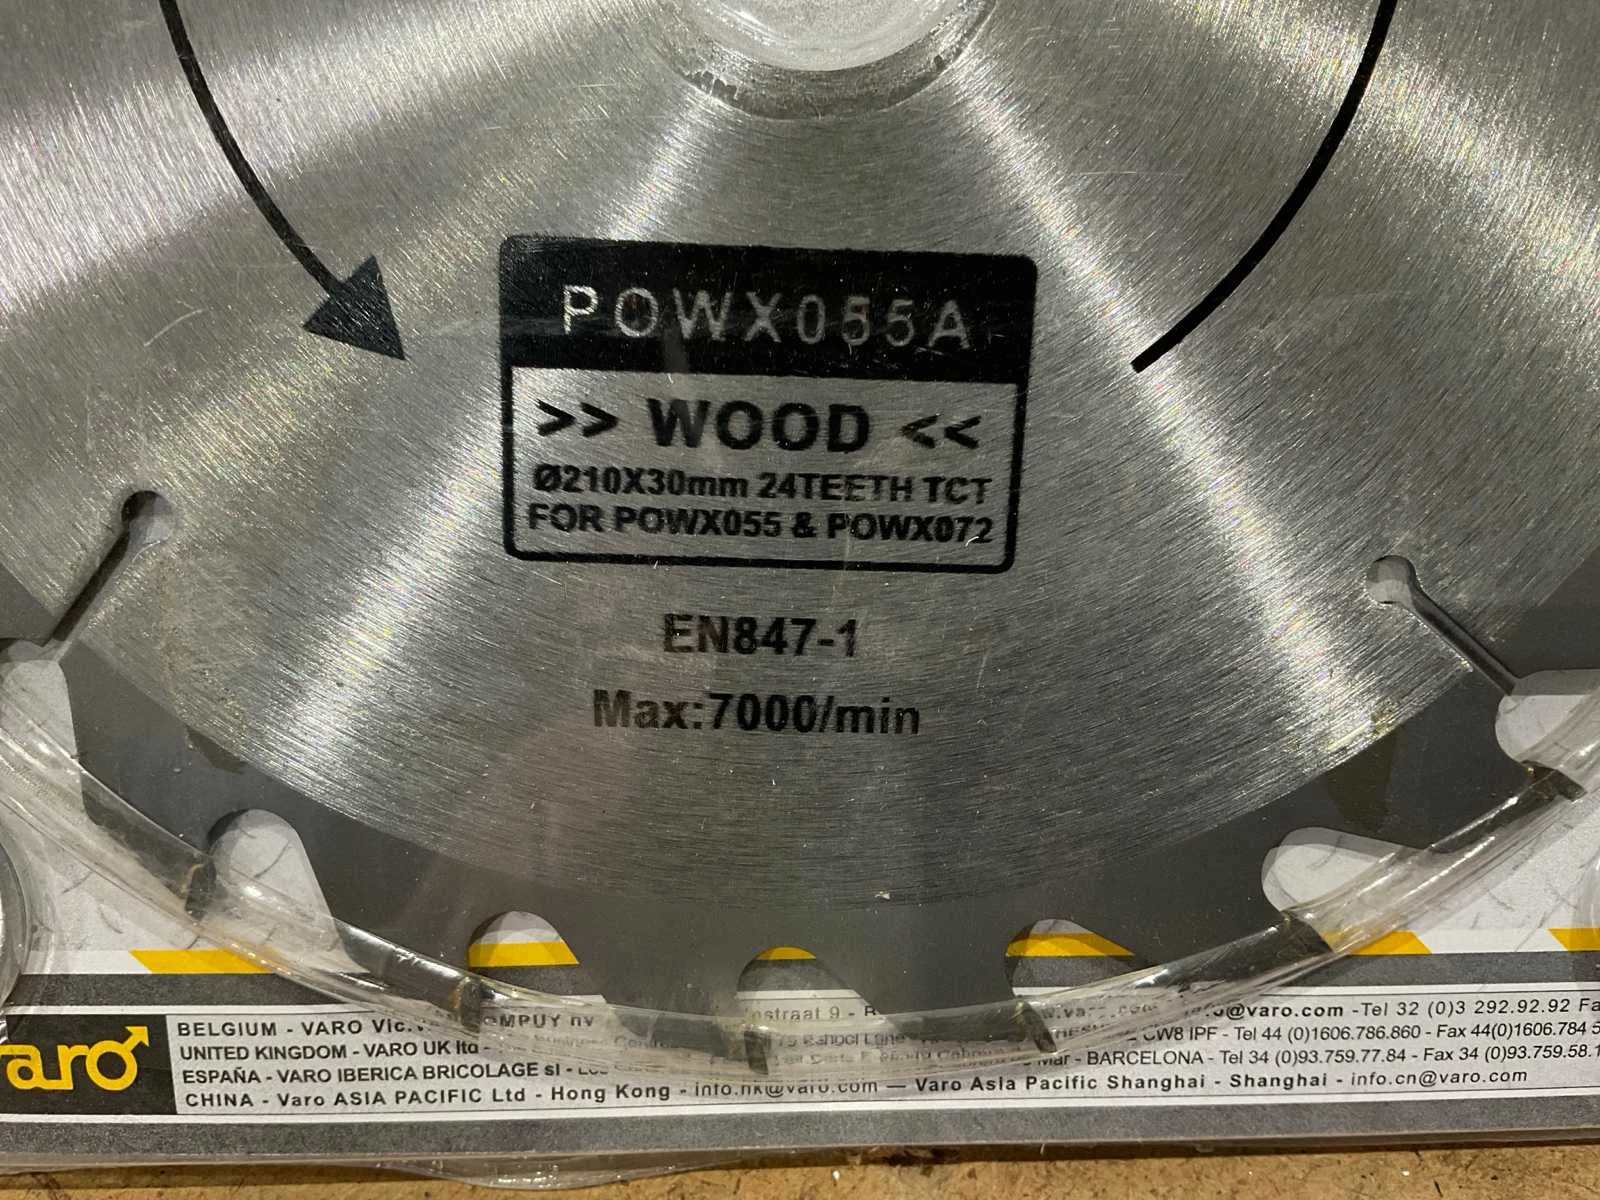 POWX055A
>> WOOD <<
Ø210X30mm 24TEETH TCT
FOR POWX055 & POWX072
EN847-1
Max:7000/min
varo
BELGIUM - VARO Vic. COMPUY nv straat 9 - @varo.com -Tel 32 (0)3 292.92.92
UNITED KINGDOM - VARO UK ltd - CW8 IPF - Tel 44 (0)1606.786.860 - Fax 44(0)1606.784
ESPAÑA - VARO IBERICA BRICOLAGE sl - Mar - BARCELONA - Tel 34 (0)93.759.77.84 - Fax 34 (0)93.759.58.1
CHINA - Varo ASIA PACIFIC Ltd - Hong Kong - info.hk@varo.com — Varo Asia Pacific Shanghai - Shanghai - info.cn@varo.com